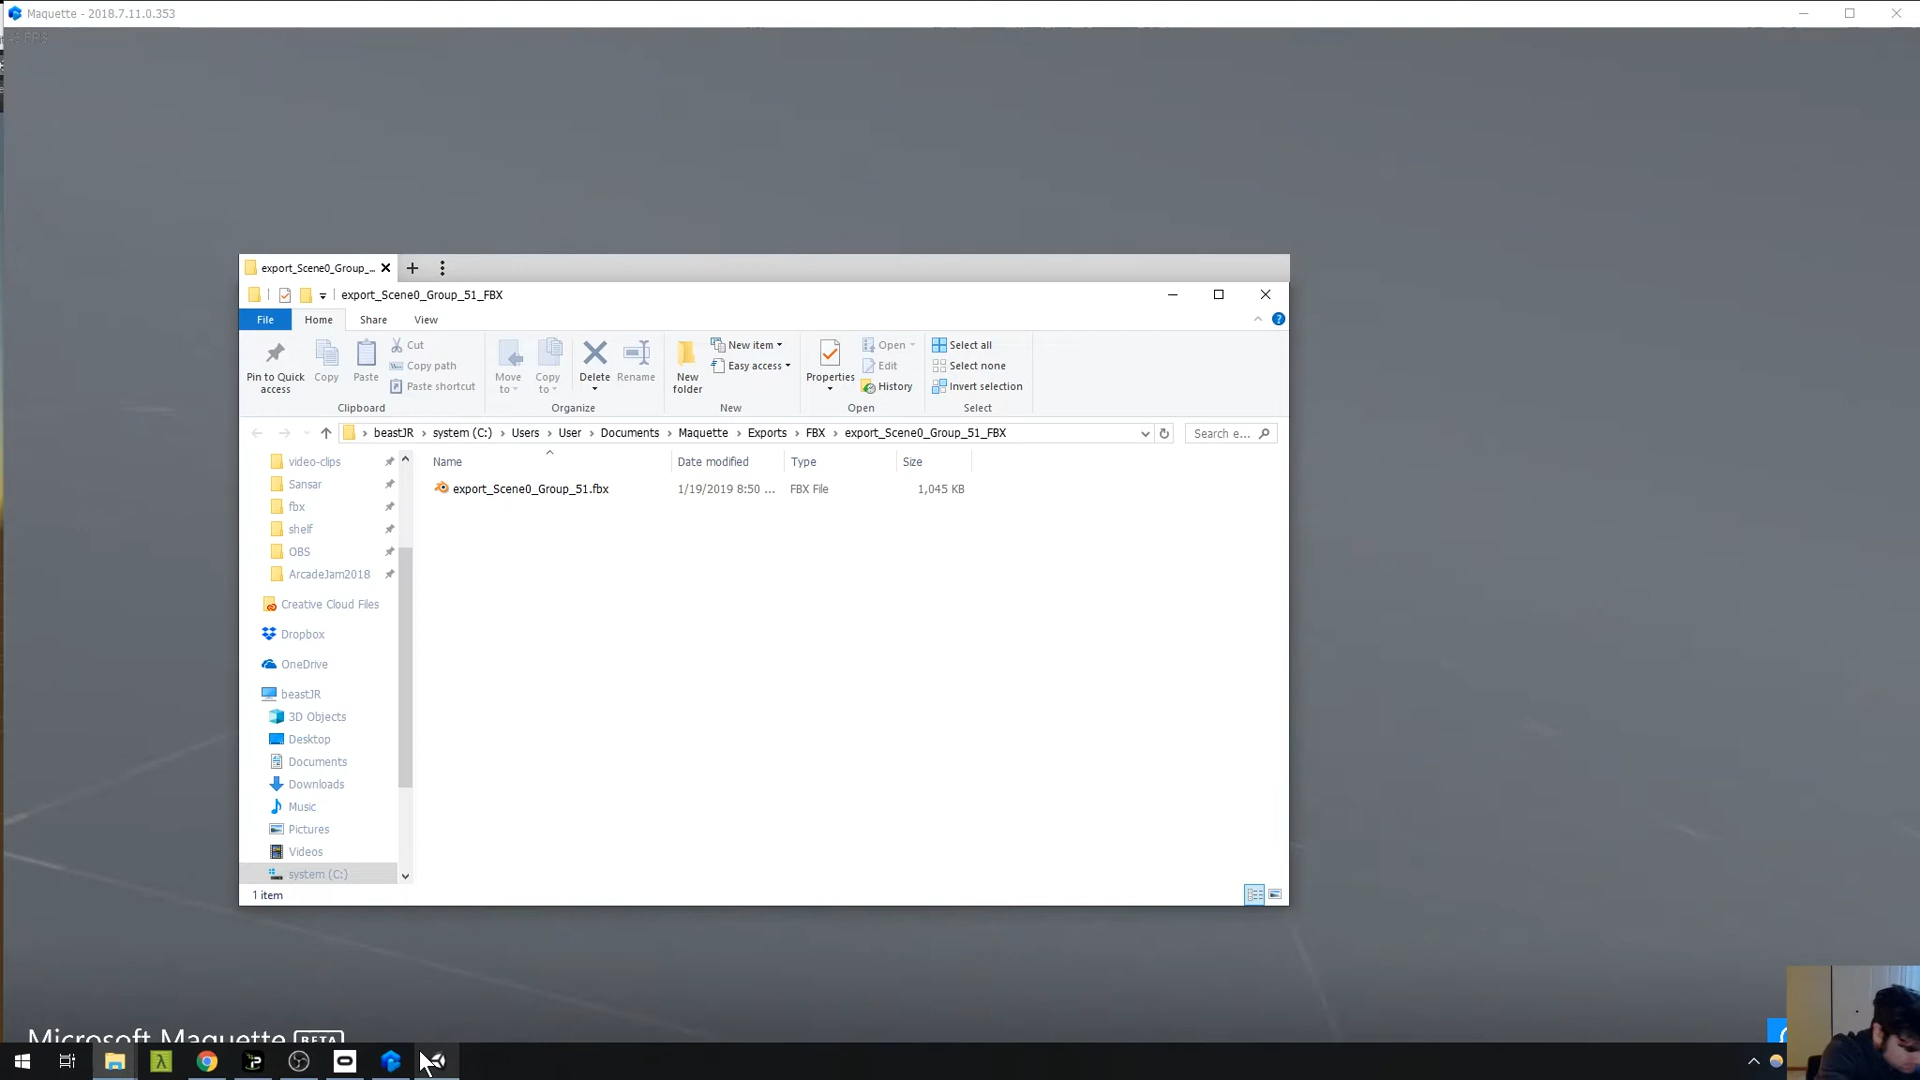 Maquette - 2018.7.11.0.353
FPS
export_Scene0_Group_...
export_Scene0_Group_51_FBX
File Home Share View
Pin to Quick access
Copy
Paste
Cut
Copy path
Paste shortcut
Clipboard
Move to
Copy to
Delete
Rename
Organize
New folder
New item
Easy access
New
Properties
Open
Edit
History
Open
Select all
Select none
Invert selection
Select
beastJR system (C:) Users User Documents Maquette Exports FBX export_Scene0_Group_51_FBX
Search e...
Name Date modified Type Size
export_Scene0_Group_51.fbx 1/19/2019 8:50 ... FBX File 1,045 KB
video-clips
Sansar
fbx
shelf
OBS
ArcadeJam2018
Creative Cloud Files
Dropbox
OneDrive
beastJR
3D Objects
Desktop
Documents
Downloads
Music
Pictures
Videos
system (C:)
1 item
Microsoft Maquette BETA